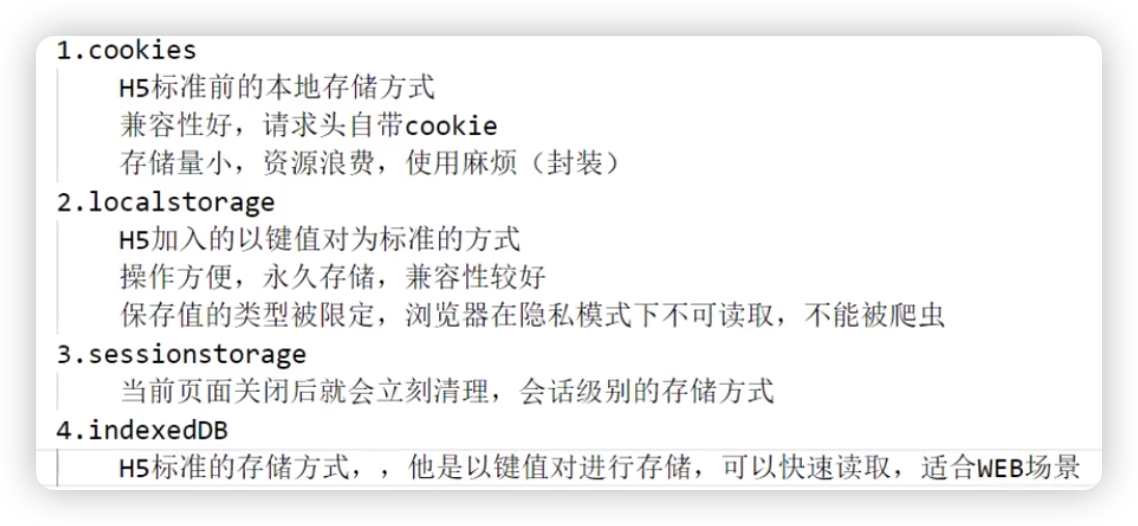 1.cookies
H5标准前的本地存储方式
兼容性好，请求头自带cookie
存储量小，资源浪费，使用麻烦（封装）
2.localstorage
H5加入的以键值对为标准的方式
操作方便，永久存储，兼容性较好
保存值的类型被限定，浏览器在隐私模式下不可读取，不能被爬虫
3.sessionstorage
当前页面关闭后就会立刻清理，会话级别的存储方式
4.indexedDB
H5标准的存储方式，，他是以键值对进行存储，可以快速读取，适合WEB场景